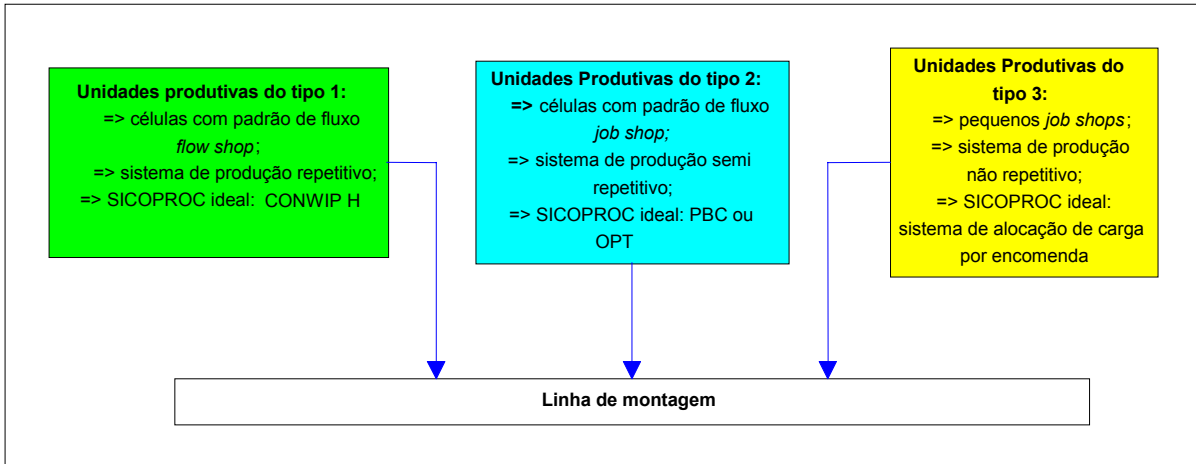 Unidades produtivas do tipo 1:
=> células com padrão de fluxo
flow shop;
=> sistema de produção repetitivo;
=> SICOPROC ideal: CONWIP H
Unidades Produtivas do tipo 2:
=> células com padrão de fluxo
job shop;
=> sistema de produção semi
repetitivo;
=> SICOPROC ideal: PBC ou
OPT
Unidades Produtivas do
tipo 3:
=> pequenos job shops;
=> sistema de produção
não repetitivo;
=> SICOPROC ideal:
sistema de alocação de carga
por encomenda
Linha de montagem